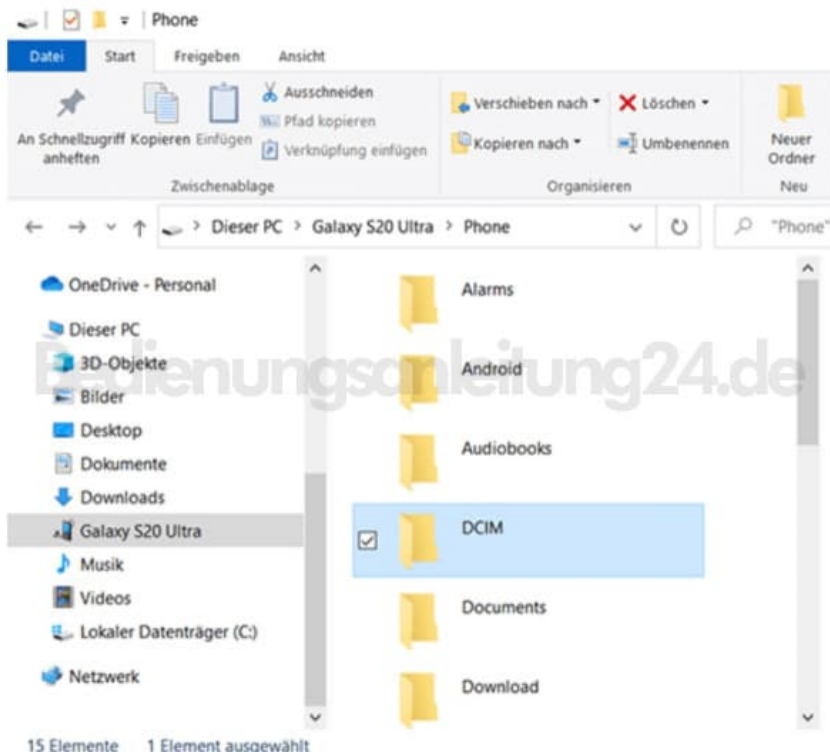 Phone
Datei Start Freigeben Ansicht
An Schnellzugriff anheften
Kopieren
Einfügen
Ausschneiden
Pfad kopieren
Verknüpfung einfügen
Zwischenablage
Verschieben nach
Kopieren nach
Löschen
Umbenennen
Organisieren
Neuer Ordner
Neu
Dieser PC > Galaxy S20 Ultra > Phone
"Phone"
OneDrive - Personal
Dieser PC
3D-Objekte
Bilder
Desktop
Dokumente
Downloads
Galaxy S20 Ultra
Musik
Videos
Lokaler Datenträger (C:)
Netzwerk
Alarms
Android
Audiobooks
DCIM
Documents
Download
Bedienungsanleitung24.de
15 Elemente 1 Element ausgewählt